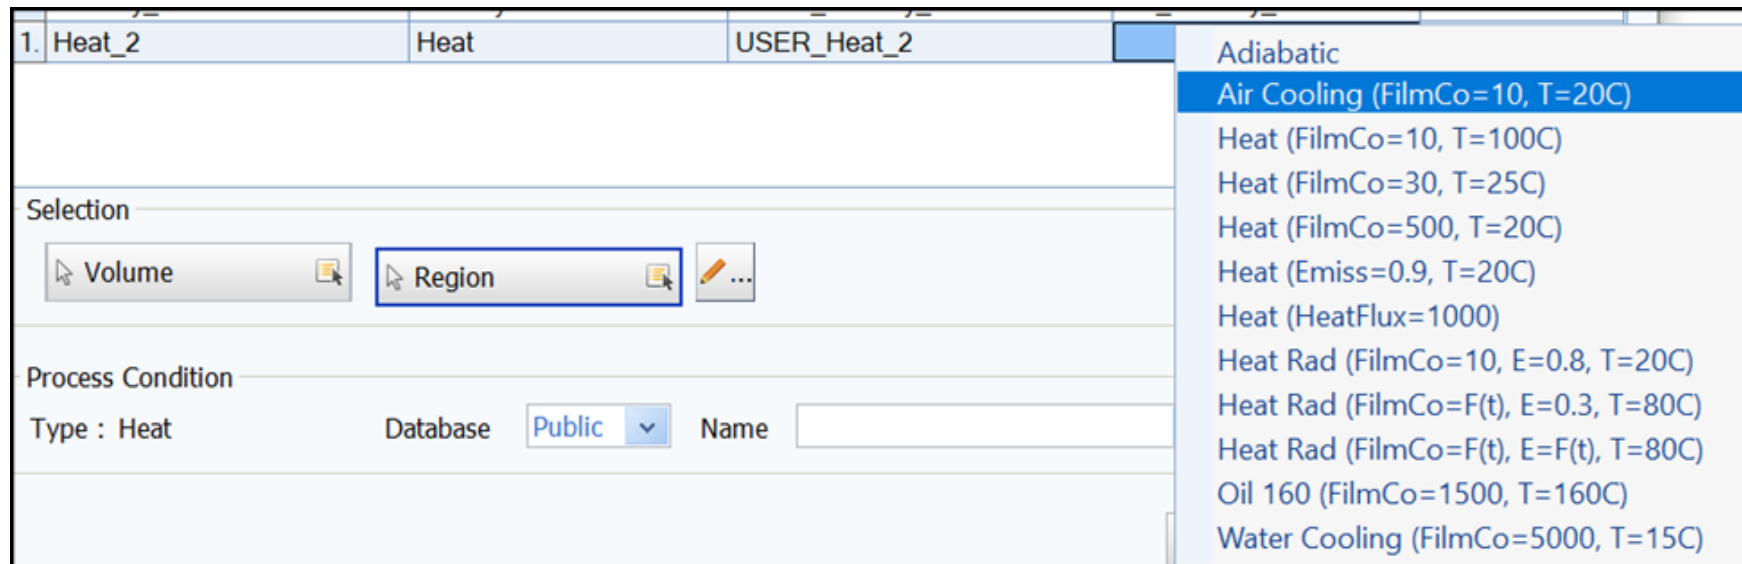 1. Heat_2 Heat USER_Heat_2
Adiabatic
Air Cooling (FilmCo=10, T=20C)
Heat (FilmCo=10, T=100C)
Heat (FilmCo=30, T=25C)
Heat (FilmCo=500, T=20C)
Heat (Emiss=0.9, T=20C)
Heat (HeatFlux=1000)
Heat Rad (FilmCo=10, E=0.8, T=20C)
Heat Rad (FilmCo=F(t), E=0.3, T=80C)
Heat Rad (FilmCo=F(t), E=F(t), T=80C)
Oil 160 (FilmCo=1500, T=160C)
Water Cooling (FilmCo=5000, T=15C)
Selection
Volume Region ...
Process Condition
Type : Heat Database Public Name